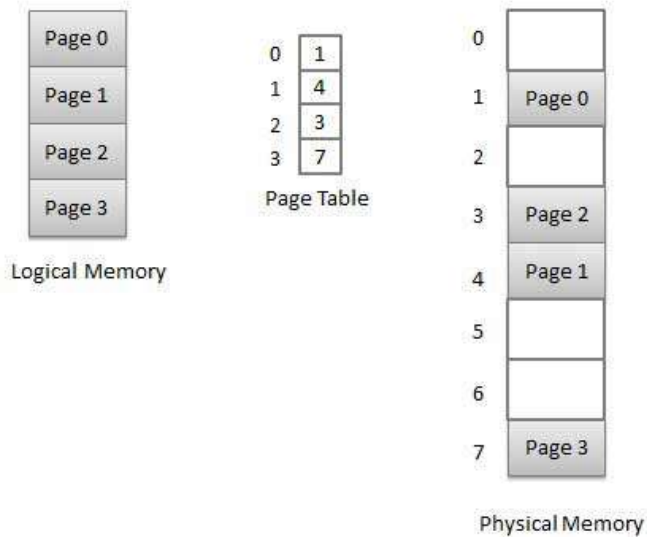 Page 0
Page 1
Page 2
Page 3
Logical Memory
0 1
1 4
2 3
3 7
Page Table
0
1 Page 0
2
3 Page 2
4 Page 1
5
6
7 Page 3
Physical Memory